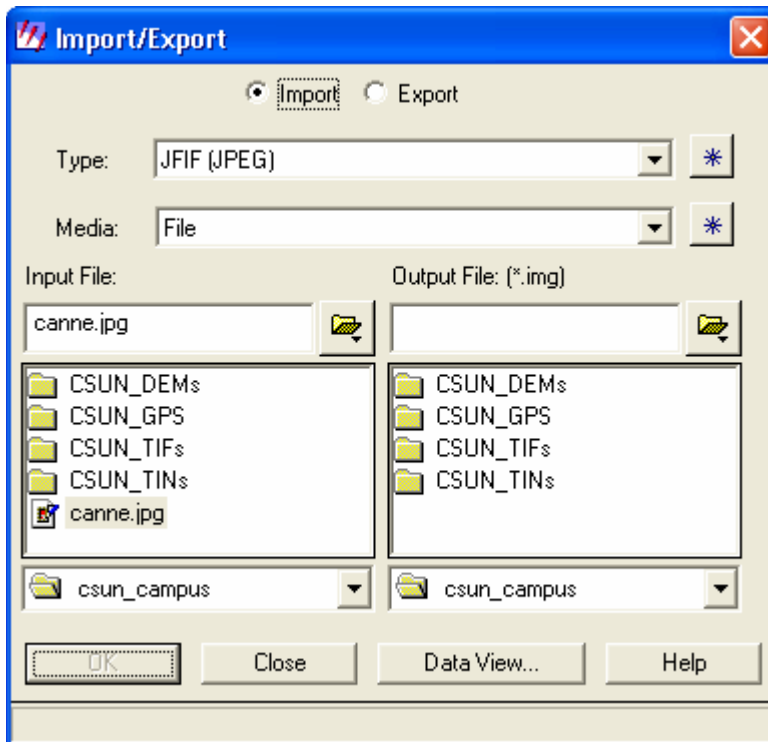 Import/Export
Import Export
Type: JFIF (JPEG)
Media: File
Input File: Output File: (*.img)
canne.jpg
CSUN_DEMs CSUN_DEMs
CSUN_GPS CSUN_GPS
CSUN_TIFs CSUN_TIFs
CSUN_TINs CSUN_TINs
canne.jpg
csun_campus csun_campus
OK Close Data View... Help